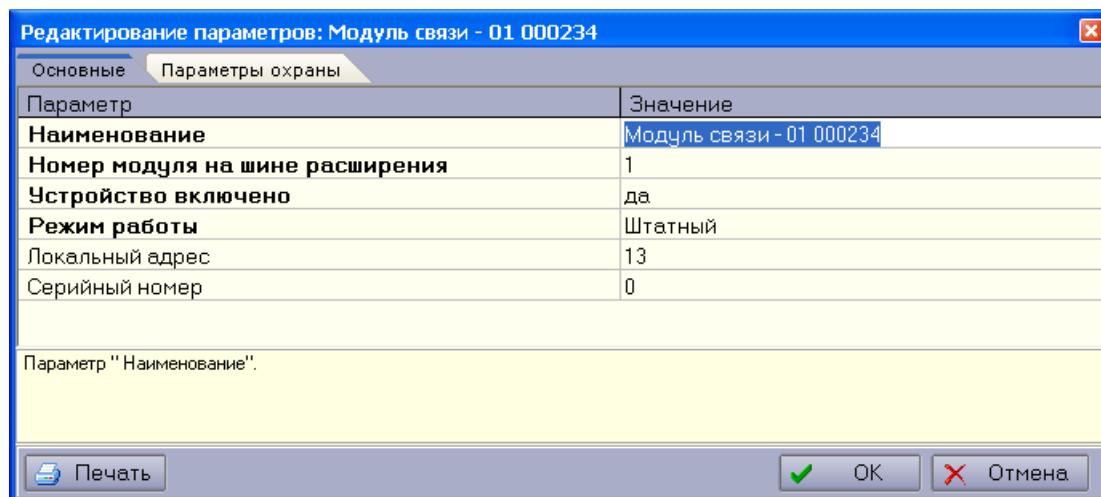 Редактирование параметров: Модуль связи - 01 000234
Основные Параметры охраны
Параметр Значение
Наименование Модуль связи - 01 000234
Номер модуля на шине расширения 1
Устройство включено да
Режим работы Штатный
Локальный адрес 13
Серийный номер 0
Параметр " Наименование".
Печать OK Отмена